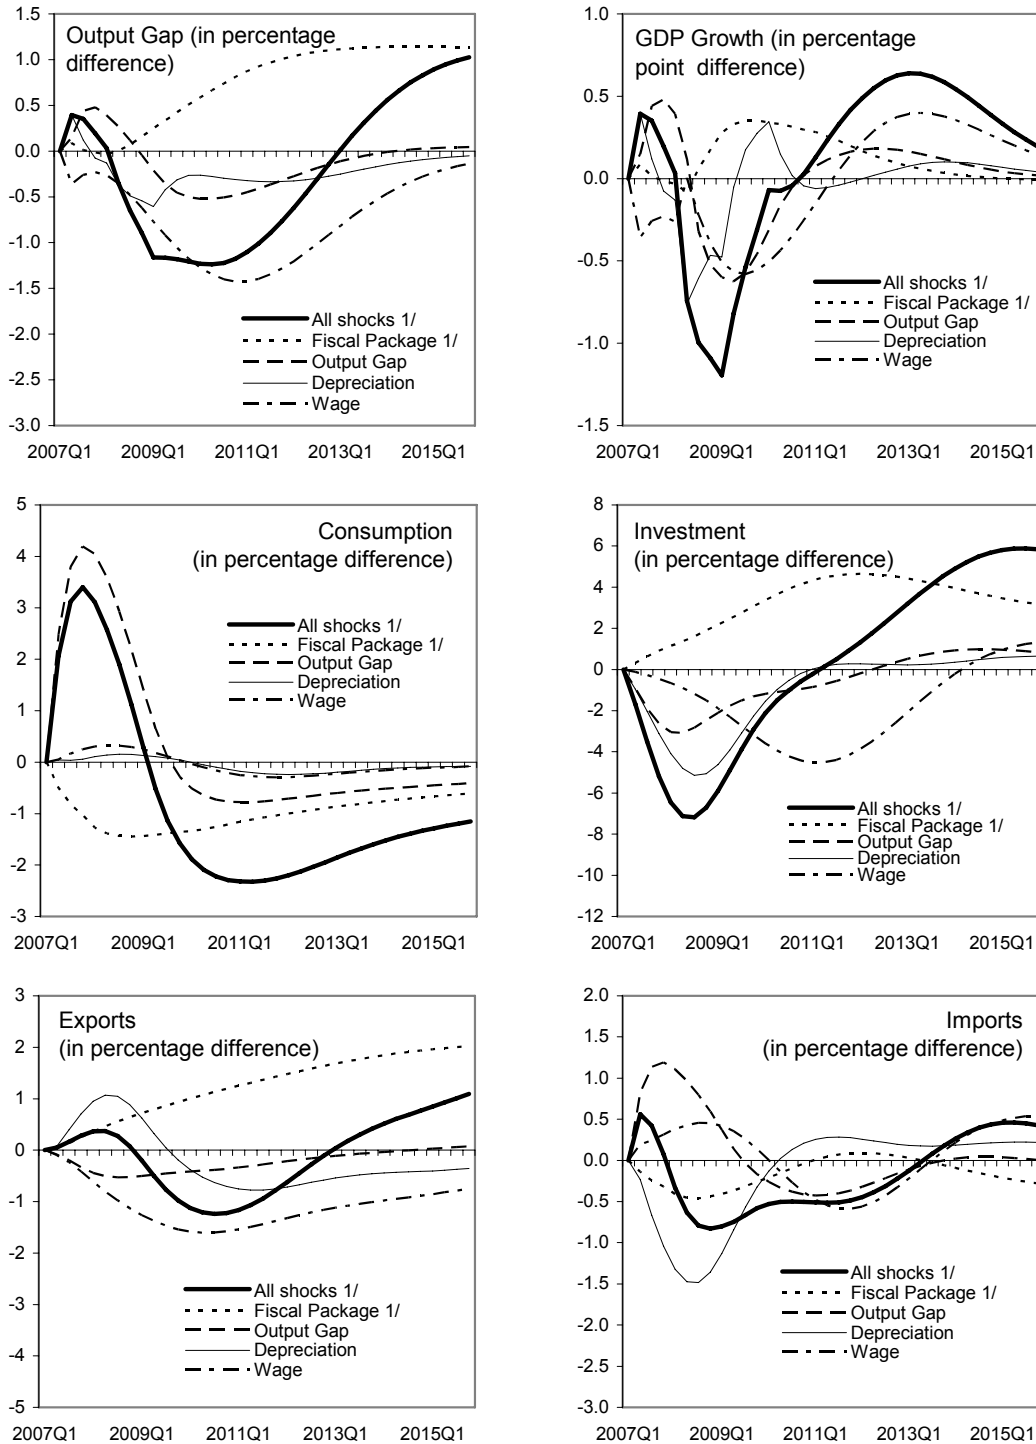 Output Gap (in percentage
difference)
1.5
1.0
0.5
0.0
-0.5
-1.0
-1.5
-2.0
-2.5
-3.0
All shocks 1/
Fiscal Package 1/
Output Gap
Depreciation
Wage
2007Q1 2009Q1 2011Q1 2013Q1 2015Q1
GDP Growth (in percentage
point difference)
1.0
0.5
0.0
-0.5
-1.0
-1.5
All shocks 1/
Fiscal Package 1/
Output Gap
Depreciation
Wage
2007Q1 2009Q1 2011Q1 2013Q1 2015Q1
Consumption
(in percentage difference)
5
4
3
2
1
0
-1
-2
-3
All shocks 1/
Fiscal Package 1/
Output Gap
Depreciation
Wage
2007Q1 2009Q1 2011Q1 2013Q1 2015Q1
Investment
(in percentage difference)
8
6
4
2
0
-2
-4
-6
-8
-10
-12
All shocks 1/
Fiscal Package 1/
Output Gap
Depreciation
Wage
2007Q1 2009Q1 2011Q1 2013Q1 2015Q1
Exports
(in percentage difference)
3
2
1
0
-1
-2
-3
-4
-5
All shocks 1/
Fiscal Package 1/
Output Gap
Depreciation
Wage
2007Q1 2009Q1 2011Q1 2013Q1 2015Q1
Imports
(in percentage difference)
2.0
1.5
1.0
0.5
0.0
-0.5
-1.0
-1.5
-2.0
-2.5
-3.0
All shocks 1/
Fiscal Package 1/
Output Gap
Depreciation
Wage
2007Q1 2009Q1 2011Q1 2013Q1 2015Q1